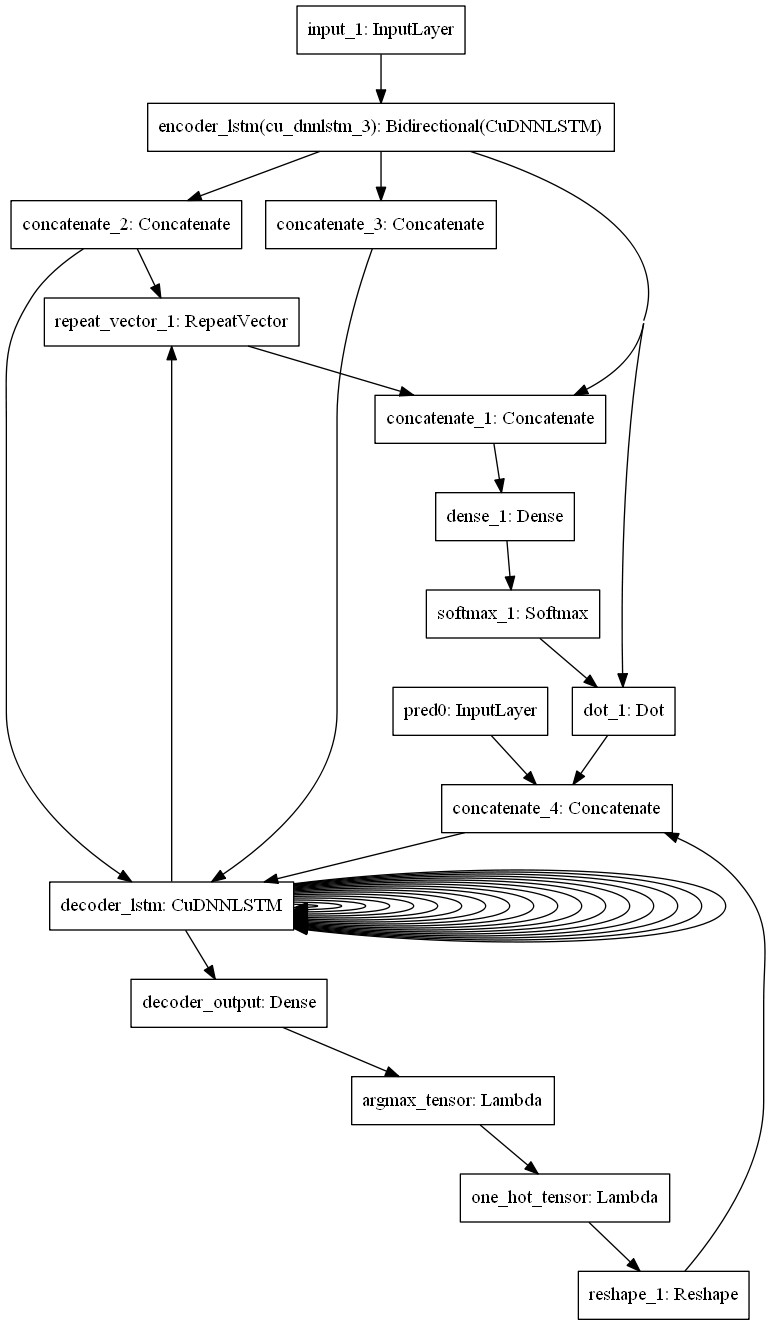 input_1: InputLayer
encoder_lstm(cu_dnnlstm_3): Bidirectional(CuDNNLSTM)
concatenate_2: Concatenate
concatenate_3: Concatenate
repeat_vector_1: RepeatVector
concatenate_1: Concatenate
dense_1: Dense
softmax_1: Softmax
pred0: InputLayer
dot_1: Dot
concatenate_4: Concatenate
decoder_lstm: CuDNNLSTM
decoder_output: Dense
argmax_tensor: Lambda
one_hot_tensor: Lambda
reshape_1: Reshape